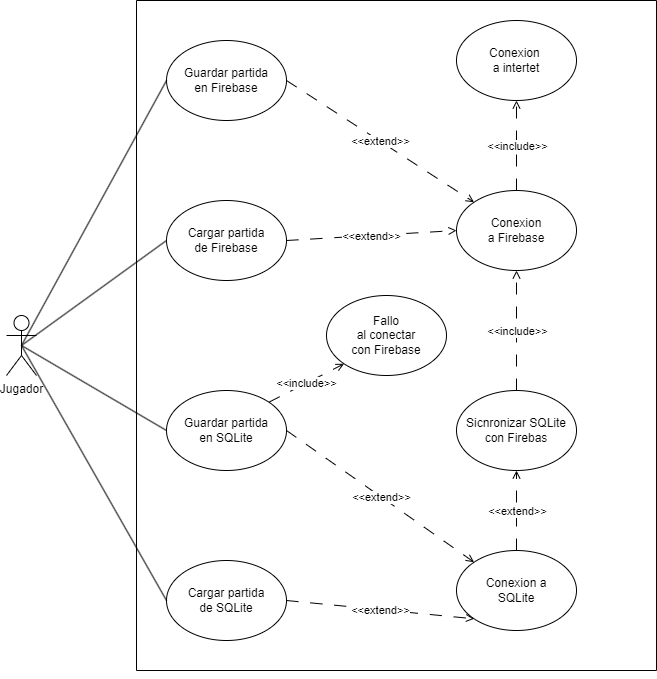 Guardar partida
en Firebase
Conexion
a intertet
<<extend>>
<<include>>
Cargar partida
de Firebase
<<extend>>
Conexion
a Firebase
Jugador
Fallo
al conectar
con Firebase
<<include>>
<<include>>
Guardar partida
en SQLite
Sicnronizar SQLite
con Firebas
<<extend>>
<<extend>>
Cargar partida
de SQLite
<<extend>>
Conexion a
SQLite